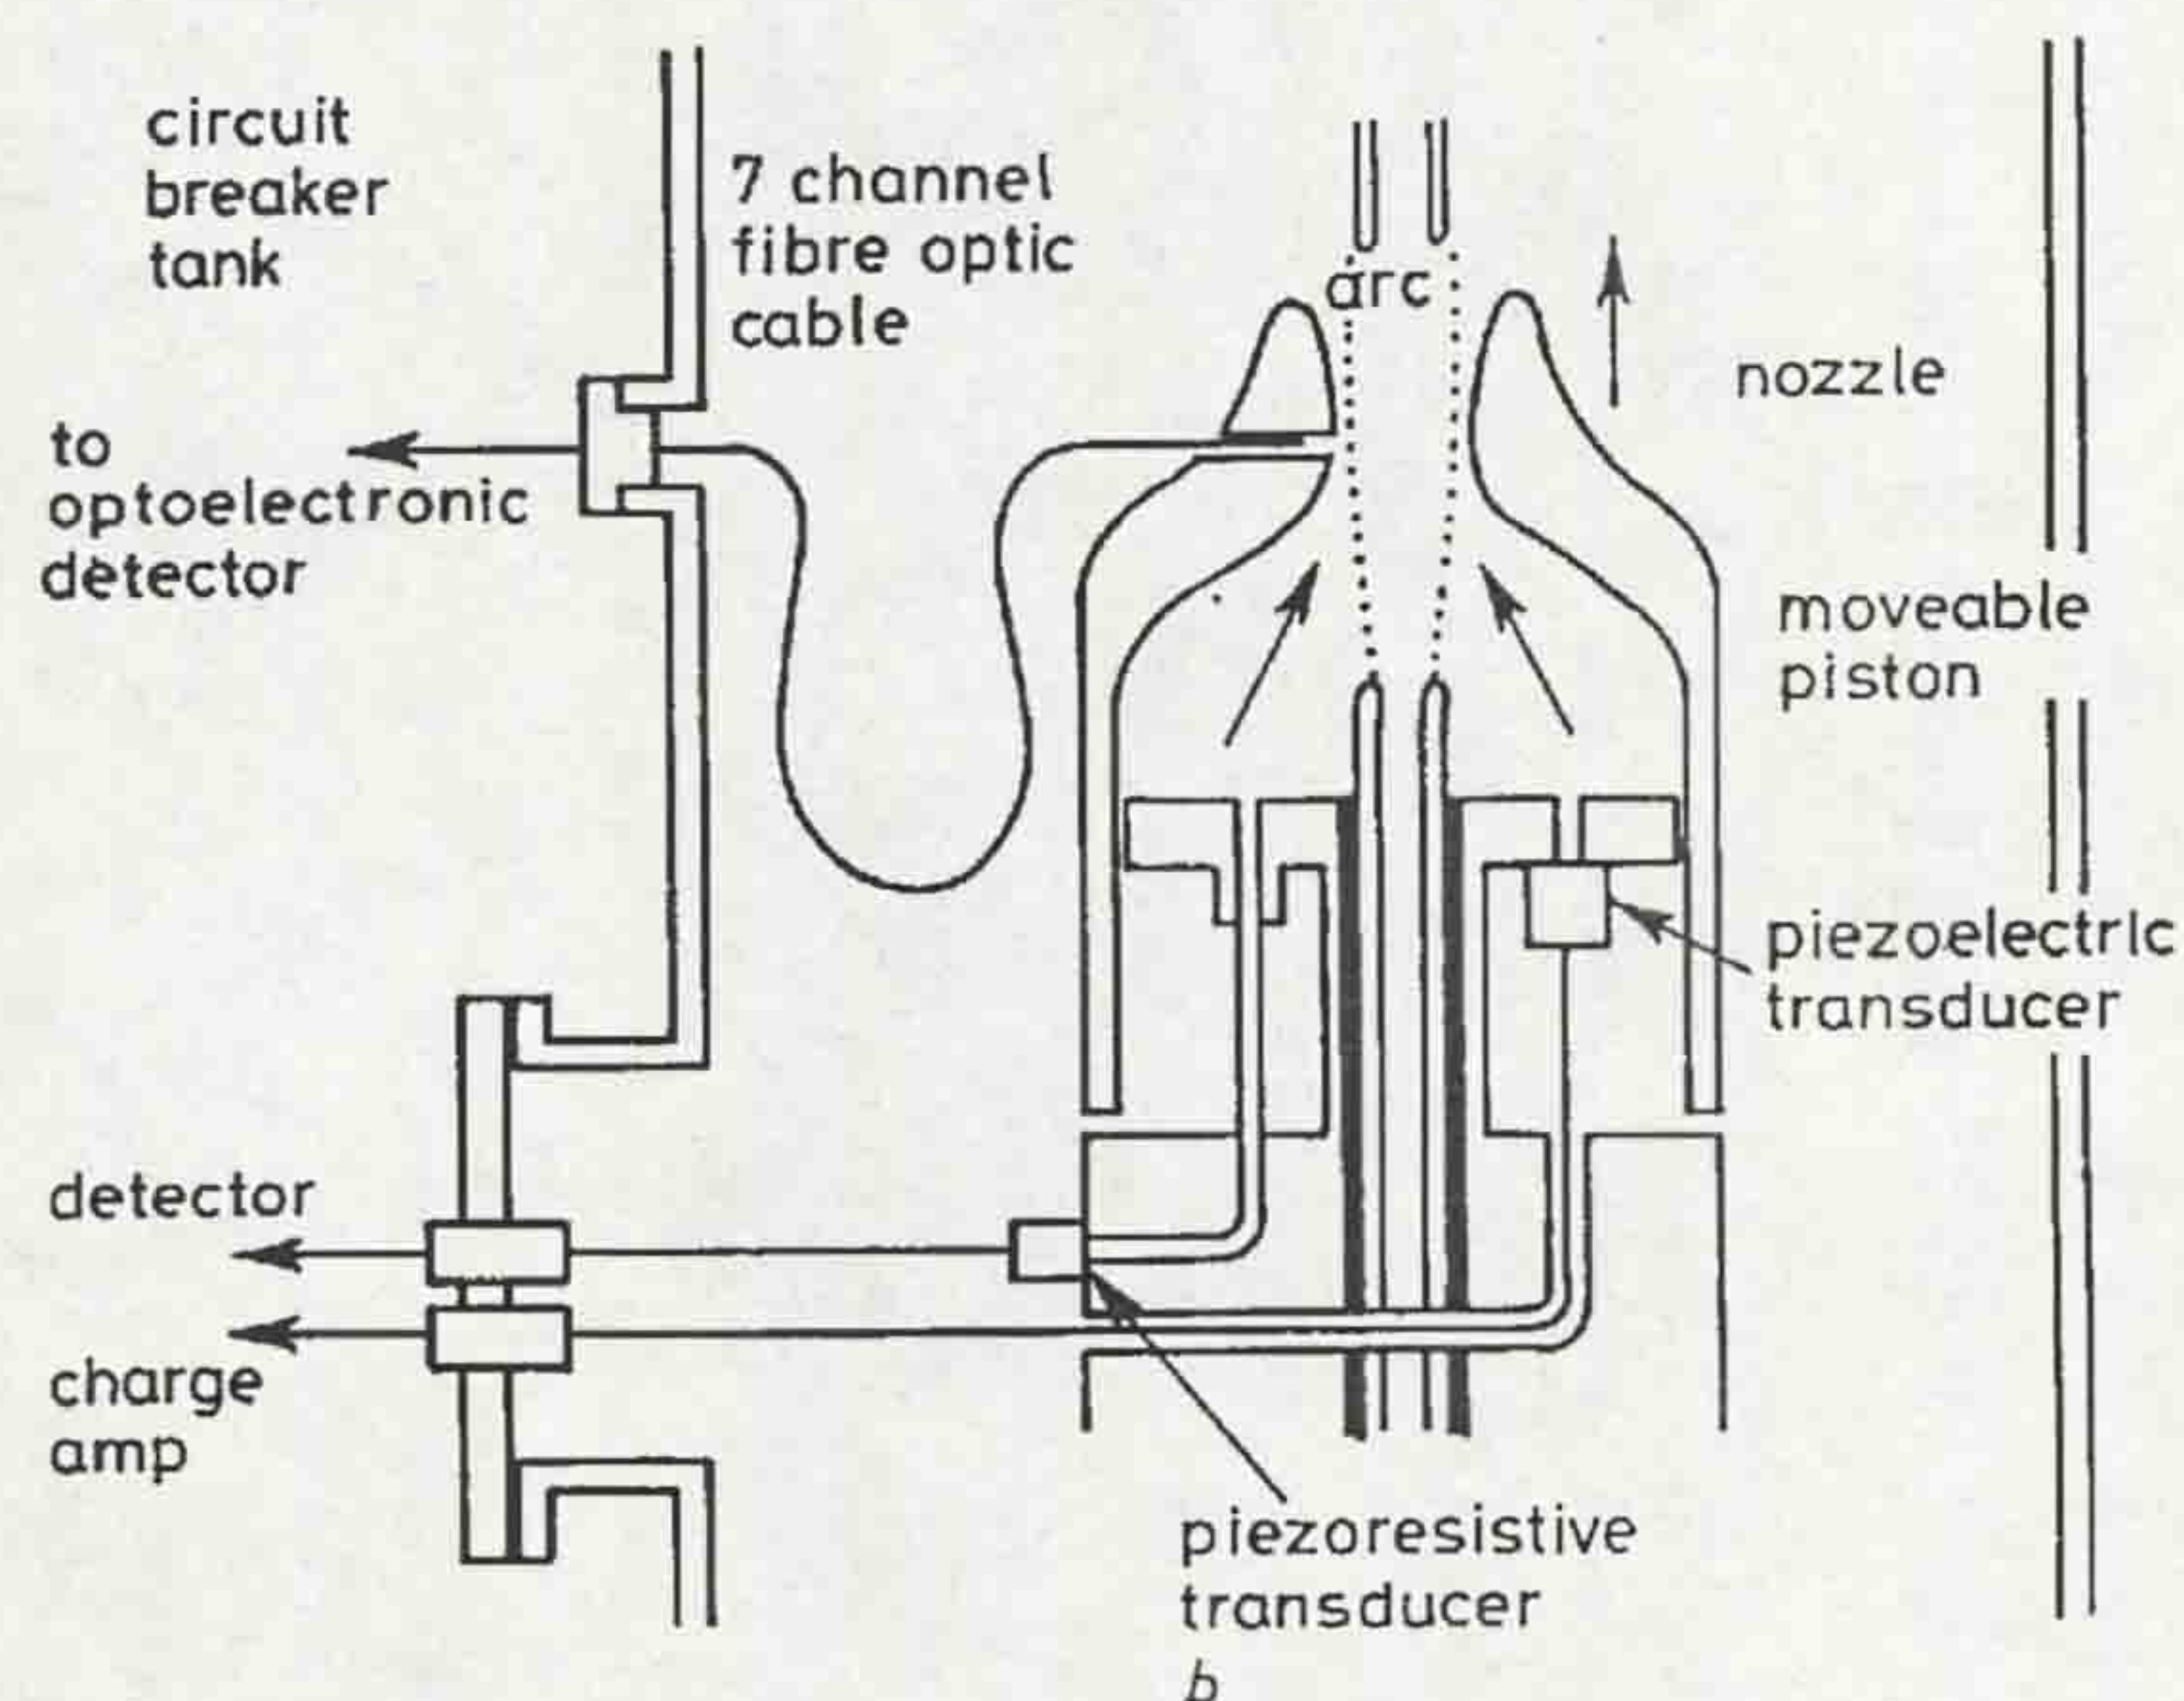 circuit
breaker
tank
7 channel
fibre optic
cable
arc
nozzle
to
optoelectronic
detector
moveable
piston
piezoelectric
transducer
detector
charge
amp
piezoresistive
transducer
b